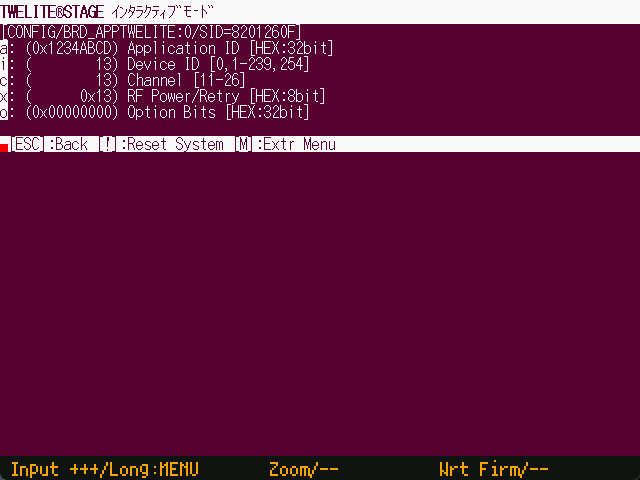 TWELITE®STAGE ｲﾝﾀﾗｸﾃｨﾌﾞﾓｰﾄﾞ
[CONFIG/BRD_APPTWELITE:0/SID=8201260F]
a: (0x1234ABCD) Application ID [HEX:32bit]
i: (        13) Device ID [0,1-239,254]
c: (        13) Channel [11-26]
x: (      0x13) RF Power/Retry [HEX:8bit]
o: (0x00000000) Option Bits [HEX:32bit]
[ESC]:Back [!]:Reset System [M]:Extr Menu
Input +++/Long:MENU Zoom/-- Wrt Firm/--